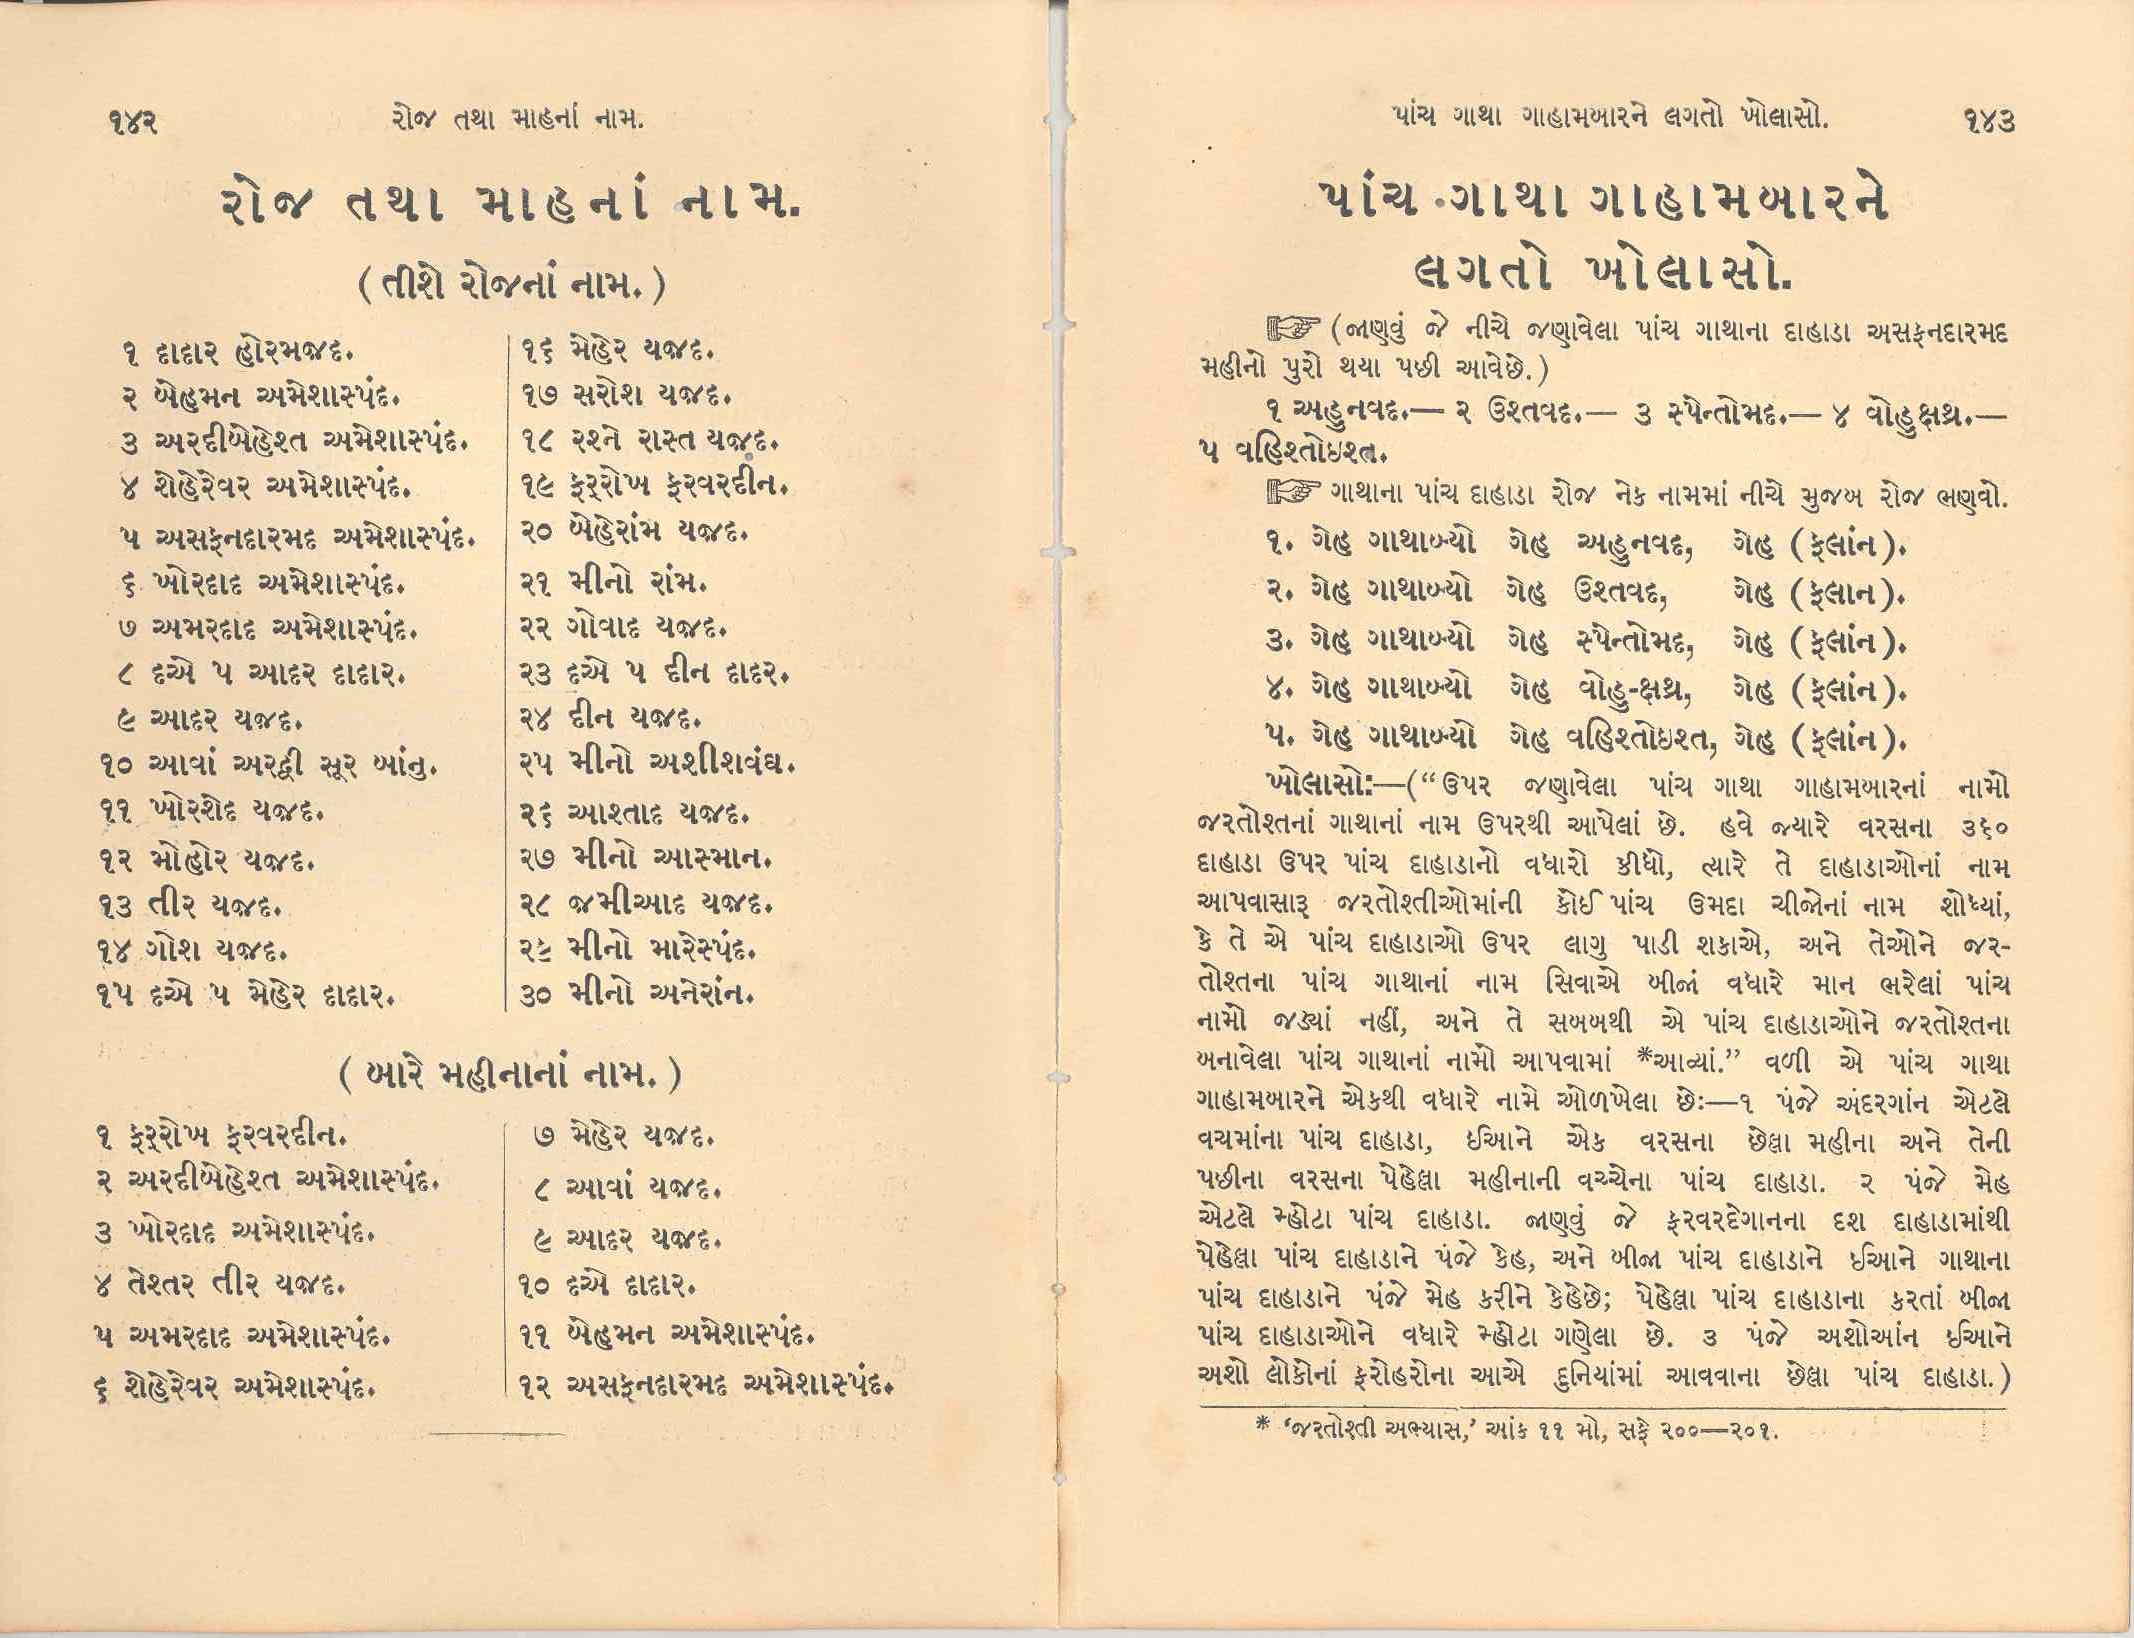 ૧૪૨
રોજ તથા માહનાં નામ.
રોજ તથા માહનાં નામ.
(તીશે રોજનાં નામ.)
૧ દાદાર હોરમજદ.
૨ બેહમન અમેશાસ્પંદ.
૩ અરદીબેહેશ્ત અમેશાસ્પંદ.
૪ શેહેરેવર અમેશાસ્પંદ.
૫ અસફનદારમદ અમેશાસ્પંદ.
૬ ખોરદાદ અમેશાસ્પંદ.
૭ અમરદાદ અમેશાસ્પંદ.
૮ દએ પ આદર દાદાર.
૯ આદર યજદ.
૧૦ આવાં અરદ્વી સૂર બાંનુ.
૧૧ ખોરશેદ યજદ.
૧૨ મોહોર યજદ.
૧૩ તીર યજદ.
૧૪ ગોશ યજદ.
૧૫ દએ પ મેહેર દાદાર.
૧૬ મેહેર યજદ.
૧૭ સરોશ યજદ.
૧૮ રશ્ને રાસ્ત યજદ.
૧૯ ફર્‌રોખ ફરવરદીન.
૨૦ બેહેરાંમ યજદ.
૨૧ મીનો રાંમ.
૨૨ ગોવાદ યજદ.
૨૩ દએ પ દીન દાદર.
૨૪ દીન યજદ.
૨૫ મીનો અશીશવંઘ.
૨૬ આશ્તાદ યજદ.
૨૭ મીનો આસ્માન.
૨૮ જમીઆદ યજદ.
૨૯ મીનો મારેસ્પંદ.
૩૦ મીનો અનેરાંન.
(બારે મહીનાનાં નામ.)
૧ ફર્‌રોખ ફરવરદીન.
૨ અરદીબેહેશ્ત અમેશાસ્પંદ.
૩ ખોરદાદ અમેશાસ્પંદ.
૪ તેશ્તર તીર યજદ.
૫ અમરદાદ અમેશાસ્પંદ.
૬ શેહેરેવર અમેશાસ્પંદ.
૭ મેહેર યજદ.
૮ આવાં યજદ.
૯ આદર યજદ.
૧૦ દએ દાદાર.
૧૧ બેહમન અમેશાસ્પંદ.
૧૨ અસફનદારમદ અમેશાસ્પંદ.
પાંચ ગાથા ગાહામબારને લગતો ખોલાસો.
૧૪૩
પાંચ ગાથા ગાહામબારને
લગતો ખોલાસો.
☞ (જાણવું જે નીચે જણાવેલા પાંચ ગાથાના દાહાડા અસફનદારમદ
મહીનો પુરો થયા પછી આવેછે.)
૧ અહુનવદ.— ૨ ઉશ્તવદ.— ૩ સ્પેન્તોમદ.— ૪ વોહુક્ષથ્ર.—
૫ વહિશ્તોઇશ્ત.
☞ ગાથાના પાંચ દાહાડા રોજ નેક નામમાં નીચે મુજબ રોજ ભણવો.
૧. ગેહ ગાથાબ્યો ગેહ અહુનવદ, ગેહ (ફલાંન).
૨. ગેહ ગાથાબ્યો ગેહ ઉશ્તવદ, ગેહ (ફલાંન).
૩. ગેહ ગાથાબ્યો ગેહ સ્પેન્તોમદ, ગેહ (ફલાંન).
૪. ગેહ ગાથાબ્યો ગેહ વોહુ-ક્ષથ્ર, ગેહ (ફલાંન).
૫. ગેહ ગાથાબ્યો ગેહ વહિશ્તોઇશ્ત, ગેહ (ફલાંન).
ખોલાસો:—(“ઉપર જણાવેલા પાંચ ગાથા ગાહામબારનાં નામો
જરતોશ્તનાં ગાથાનાં નામ ઉપરથી આપેલાં છે. હવે જ્યારે વરસના ૩૬૦
દાહાડા ઉપર પાંચ દાહાડાનો વધારો કીધો, ત્યારે તે દાહાડાઓનાં નામ
આપવાસારૂ જરતોશ્તીઓમાંની કોઈ પાંચ ઉમદા ચીજોનાં નામ શોધ્યાં,
કે તે એ પાંચ દાહાડાઓ ઉપર લાગુ પાડી શકાએ, અને તેઓને જર-
તોશ્તના પાંચ ગાથાનાં નામ સિવાએ બીજાં વધારે માન ભરેલાં પાંચ
નામો જડ્યાં નહીં, અને તે સબબથી એ પાંચ દાહાડાઓને જરતોશ્તના
બનાવેલા પાંચ ગાથાનાં નામો આપવામાં *આવ્યાં.” વળી એ પાંચ ગાથા
ગાહામબારને એકથી વધારે નામે ઓળખેલા છેઃ—૧ પંજે અંદરગાંન એટલે
વચમાંના પાંચ દાહાડા, ઈઆને એક વરસના છેલ્લા મહીના અને તેની
પછીના વરસના પેહેલ્લા મહીનાની વચ્ચેના પાંચ દાહાડા. ૨ પંજે મેહ
એટલે મ્હોટા પાંચ દાહાડા. જાણવું જે ફરવરદેગાનના દશ દાહાડામાંથી
પેહેલ્લા પાંચ દાહાડાને પંજે કેહ, અને બીજા પાંચ દાહાડાને ઈઆને ગાથાના
પાંચ દાહાડાને પંજે મેહ કરીને કેહેછે; પેહેલ્લા પાંચ દાહાડાના કરતાં બીજા
પાંચ દાહાડાઓને વધારે મ્હોટા ગણેલા છે. ૩ પંજે અશોઆંન ઈઆને
અશો લોકોનાં ફરોહરોના આએ દુનિયાંમાં આવવાના છેલ્લા પાંચ દાહાડા.)
* ‘જરતોશ્તી અભ્યાસ,’ આંક ૧૧ મો, સફે ૨૦૦—૨૦૧.